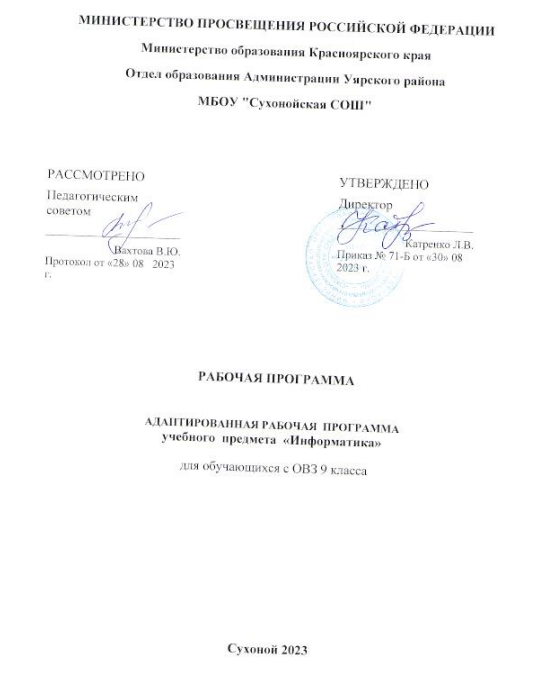 МИНИСТЕРСТВО ПРОСВЕЩЕНИЯ РОССИЙСКОЙ ФЕДЕРАЦИИ
Министерство образования Красноярского края
Отдел образования Администрации Уярского района
МБОУ "Сухонойская СОШ"
РАССМОТРЕНО
Педагогическим
советом
Вахтова В.Ю.
Протокол от «28» 08 2023
г.
УТВЕРЖДЕНО
Директор
Катренко Л.В.
Приказ № 71-Б от «30» 08
2023 г.
РАБОЧАЯ ПРОГРАММА
АДАПТИРОВАННАЯ РАБОЧАЯ ПРОГРАММА
учебного предмета «Информатика»
для обучающихся с ОВЗ 9 класса
Сухоной 2023